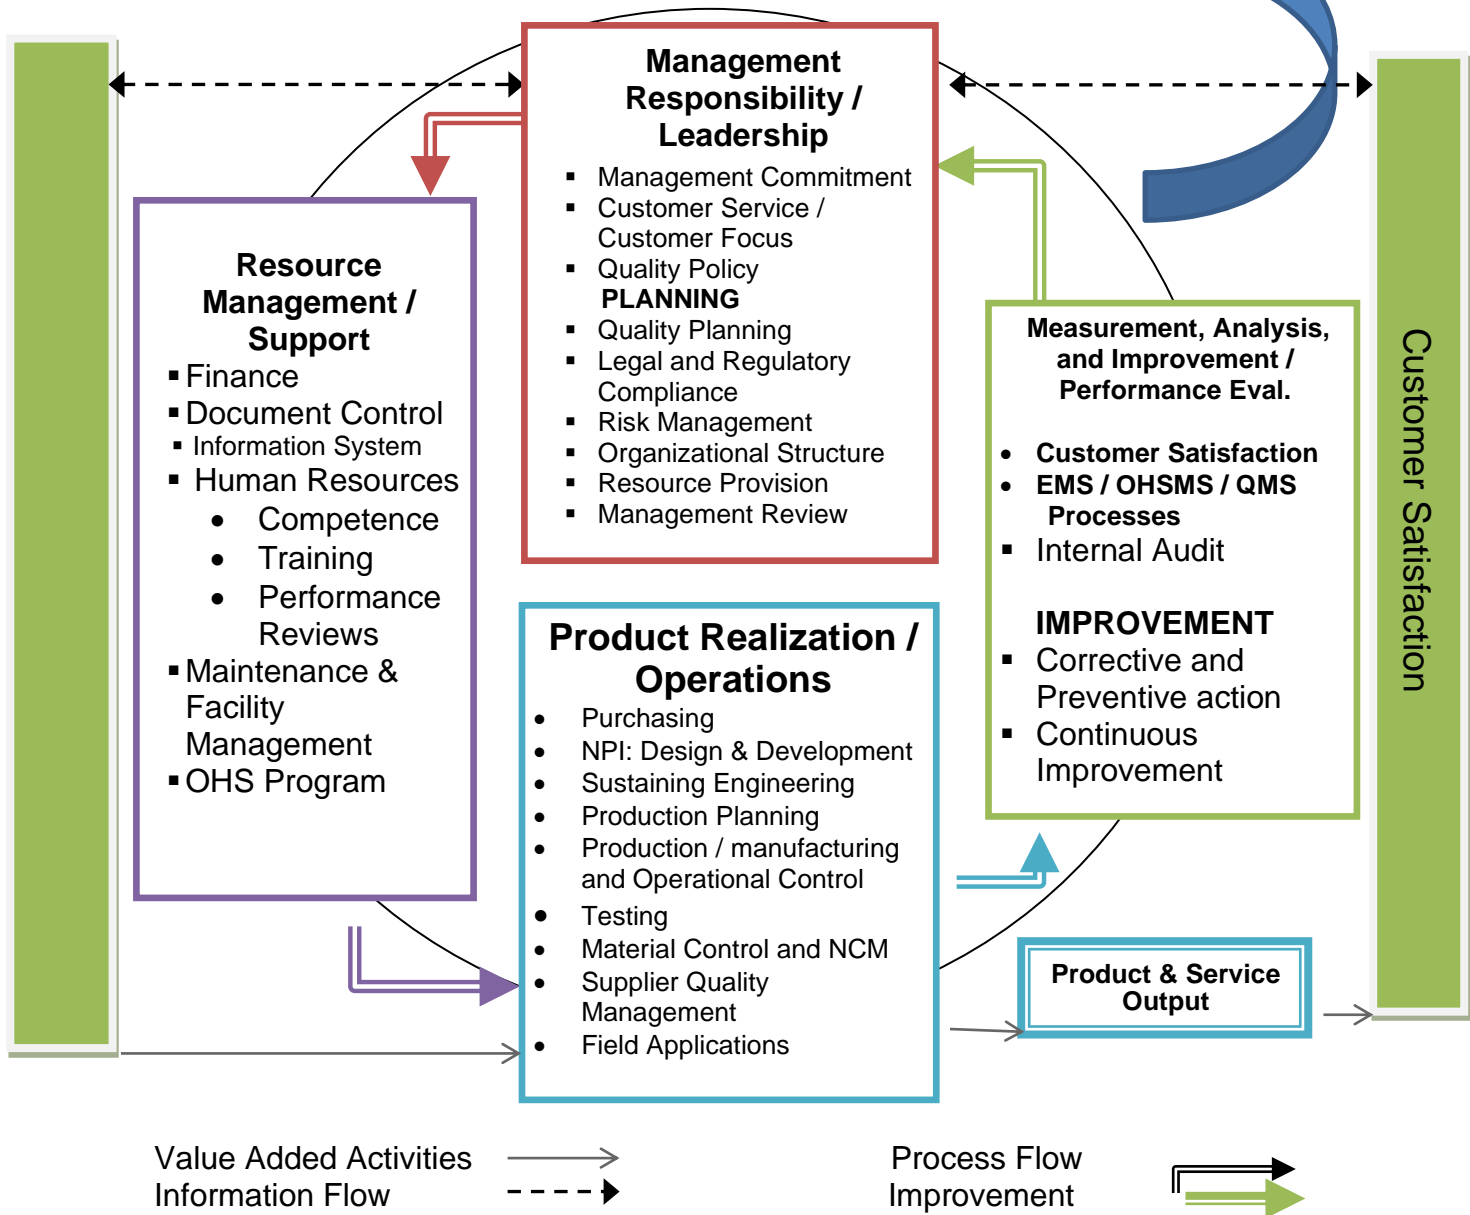 Management
Responsibility /
Leadership
▪ Management Commitment
▪ Customer Service /
Customer Focus
▪ Quality Policy
PLANNING
▪ Quality Planning
▪ Legal and Regulatory
Compliance
▪ Risk Management
▪ Organizational Structure
▪ Resource Provision
▪ Management Review
Resource
Management /
Support
▪ Finance
▪ Document Control
▪ Information System
▪ Human Resources
• Competence
• Training
• Performance
Reviews
▪ Maintenance &
Facility
Management
▪ OHS Program
Measurement, Analysis,
and Improvement /
Performance Eval.
• Customer Satisfaction
• EMS / OHSMS / QMS
Processes
▪ Internal Audit
IMPROVEMENT
▪ Corrective and
Preventive action
▪ Continuous
Improvement
Customer Satisfaction
Product Realization /
Operations
• Purchasing
• NPI: Design & Development
• Sustaining Engineering
• Production Planning
• Production / manufacturing
and Operational Control
• Testing
• Material Control and NCM
• Supplier Quality
Management
• Field Applications
Product & Service
Output
Value Added Activities
Information Flow
Process Flow
Improvement